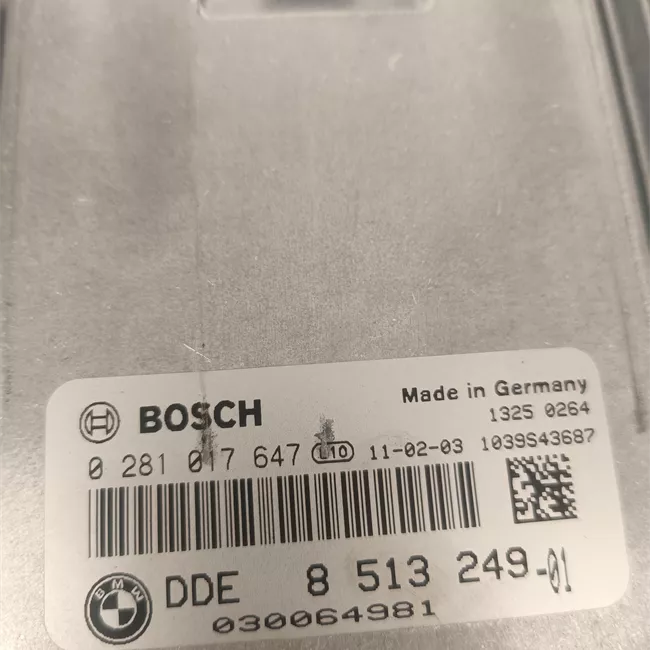 BOSCH
Made in Germany
1325 0264
0 281 017 647 L10 11-02-03 1039S43687
BMW
DDE 8 513 249-01
030064981